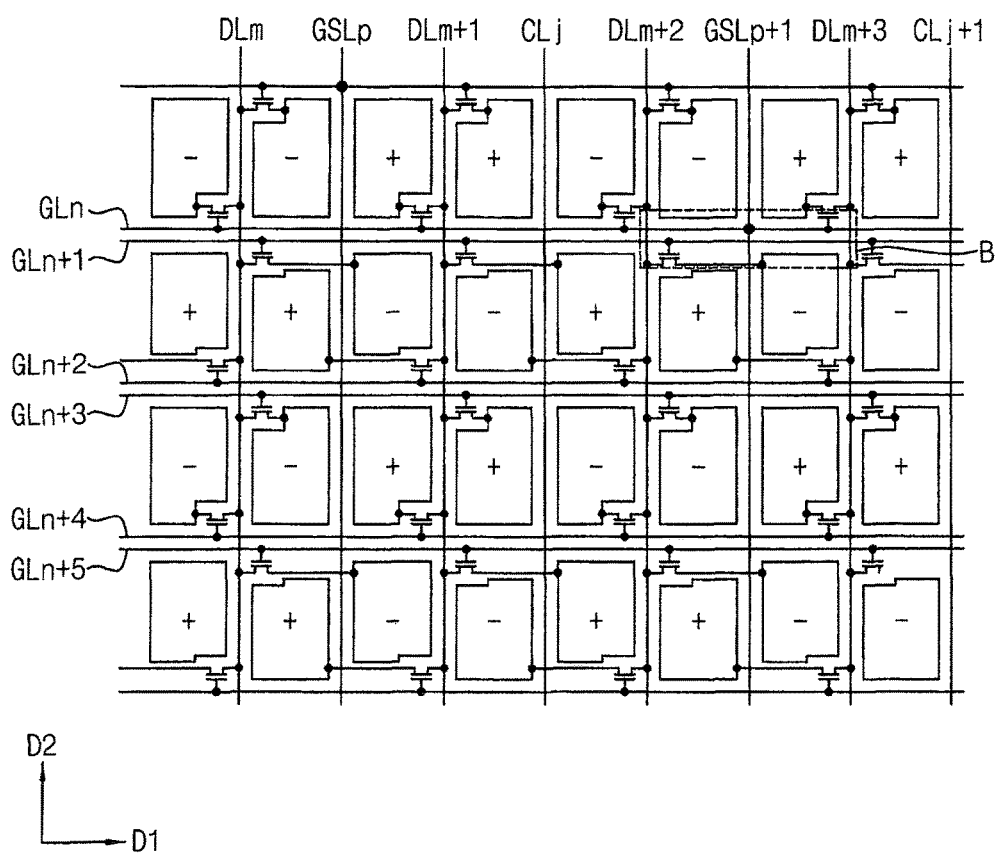 DLm GSLp DLm+1 CLj DLm+2 GSLp+1 DLm+3 CLj+1
- - + + - - + +
GLn
GLn+1
B
+ + - - + + - -
GLn+2
GLn+3
- - + + - - + +
GLn+4
GLn+5
+ + - - + + - -
D2
D1